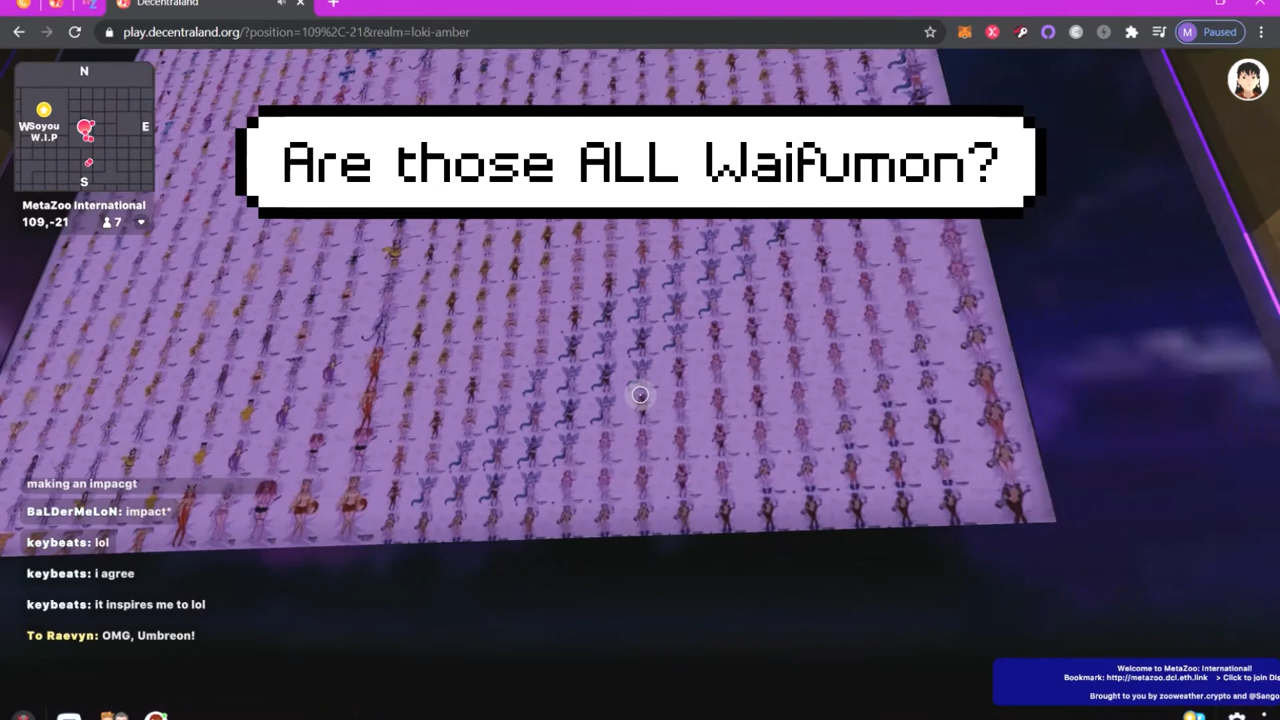 Decentraland
play.decentraland.org/?position=109%2C-21&realm=loki-amber
M Paused
N
W Soyou E
W.I.P
S
MetaZoo International
109,-21 7
Are those ALL Waifumon?
making an impacgt
BaLDerMeLoN: impact*
keybeats: lol
keybeats: i agree
keybeats: it inspires me to lol
To Raevyn: OMG, Umbreon!
Welcome to MetaZoo: International!
Bookmark: http://metazoo.dcl.eth.link > Click to join Dis
Brought to you by zooweather.crypto and @Sango